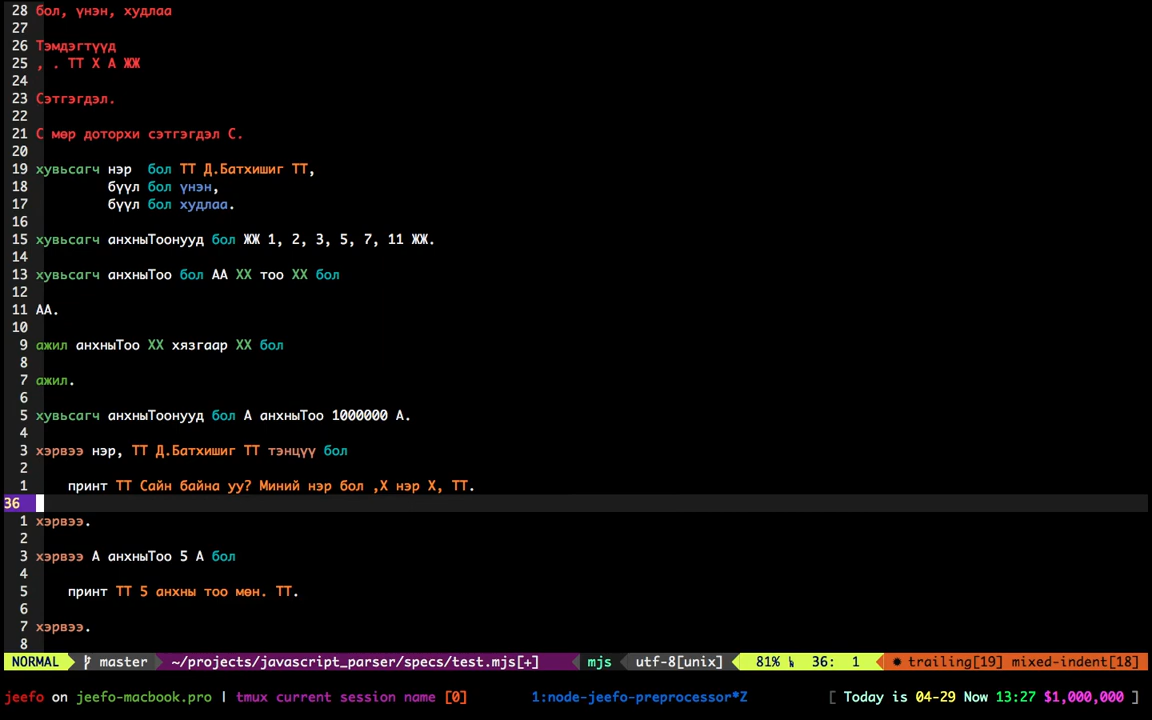 28 бол, үнэн, худлаа
27
26 Тэмдэгтүүд
25 , . ТТ Х А ЖЖ
24
23 Сэтгэгдэл.
22
21 С мөр доторхи сэтгэгдэл С.
20
19 хувьсагч нэр  бол ТТ Д.Батхишиг ТТ,
18          бүүл бол үнэн,
17          бүүл бол худлаа.
16
15 хувьсагч анхныТоонууд бол ЖЖ 1, 2, 3, 5, 7, 11 ЖЖ.
14
13 хувьсагч анхныТоо бол АА ХХ тоо ХХ бол
12
11 АА.
10
9 ажил анхныТоо ХХ хязгаар ХХ бол
8
7 ажил.
6
5 хувьсагч анхныТоонууд бол А анхныТоо 1000000 А.
4
3 хэрвээ нэр, ТТ Д.Батхишиг ТТ тэнцүү бол
2
1     принт ТТ Сайн байна уу? Миний нэр бол ,Х нэр Х, ТТ.
36
1 хэрвээ.
2
3 хэрвээ А анхныТоо 5 А бол
4
5     принт ТТ 5 анхны тоо мөн. ТТ.
6
7 хэрвээ.
8
NORMAL master ~/projects/javascript_parser/specs/test.mjs[+] mjs utf-8[unix] 81% 36: 1 trailing[19] mixed-indent[18]
jeefo on jeefo-macbook.pro | tmux current session name [0] 1:node-jeefo-preprocessor*Z [ Today is 04-29 Now 13:27 $1,000,000 ]